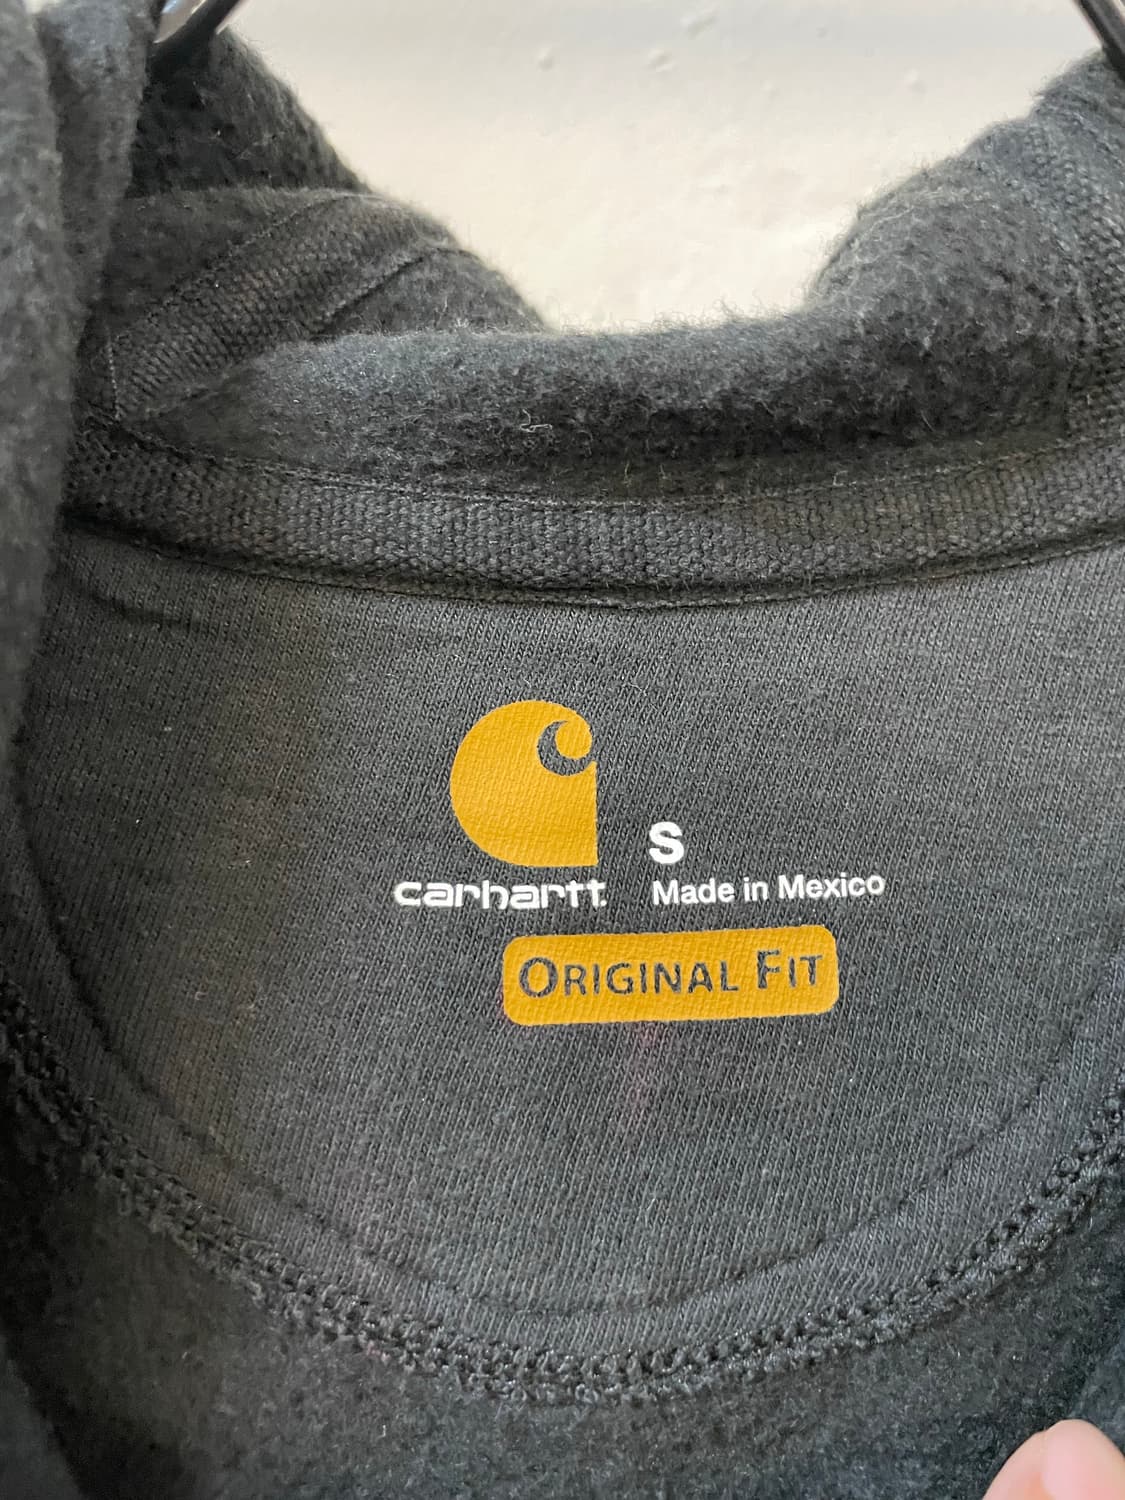 S
carhartt.
Made in Mexico
ORIGINAL FIT